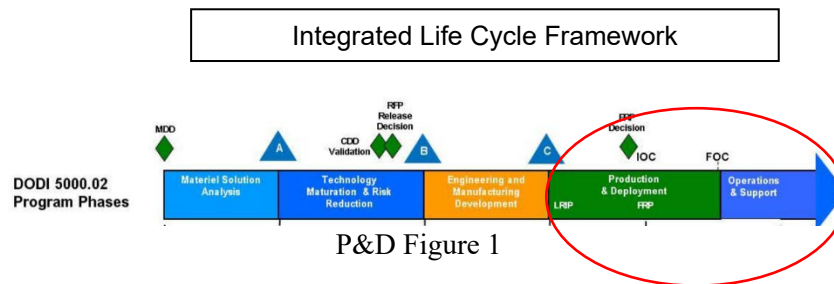 Integrated Life Cycle Framework
MDD
A
CDD
Validation
RFP
Release
Decision
B
C
FRP
Decision
IOC
FOC
DODI 5000.02
Program Phases
Materiel Solution
Analysis
Technology
Maturation & Risk
Reduction
Engineering and
Manufacturing
Development
Production
& Deployment
LRIP
FRP
Operations
& Support
P&D Figure 1